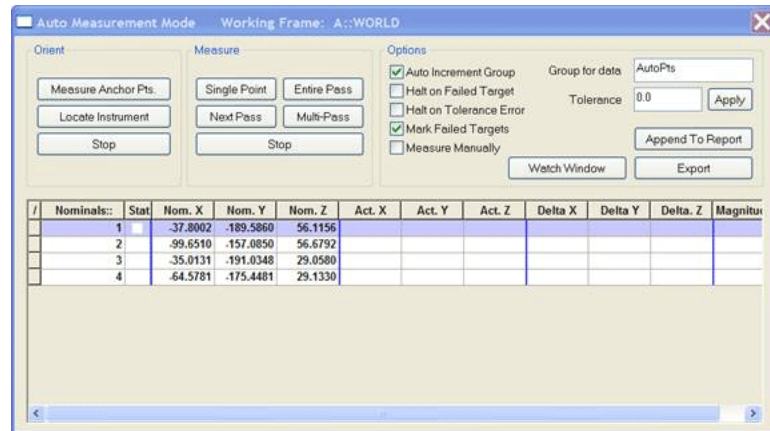 Auto Measurement Mode Working Frame: A::WORLD
Orient
Measure Anchor Pts.
Locate Instrument
Stop
Measure
Single Point Entire Pass
Next Pass Multi-Pass
Stop
Options
Auto Increment Group
Halt on Failed Target
Halt on Tolerance Error
Mark Failed Targets
Measure Manually
Group for data AutoPts
Tolerance 0.0 Apply
Append To Report
Watch Window Export
/ Nominals:: Stat Nom. X Nom. Y Nom. Z Act. X Act. Y Act. Z Delta X Delta Y Delta. Z Magnitu
1 -37.8002 -189.5860 56.1156
2 -99.6510 -157.0850 56.6792
3 -35.0131 -191.0348 29.0580
4 -64.5781 -175.4481 29.1330